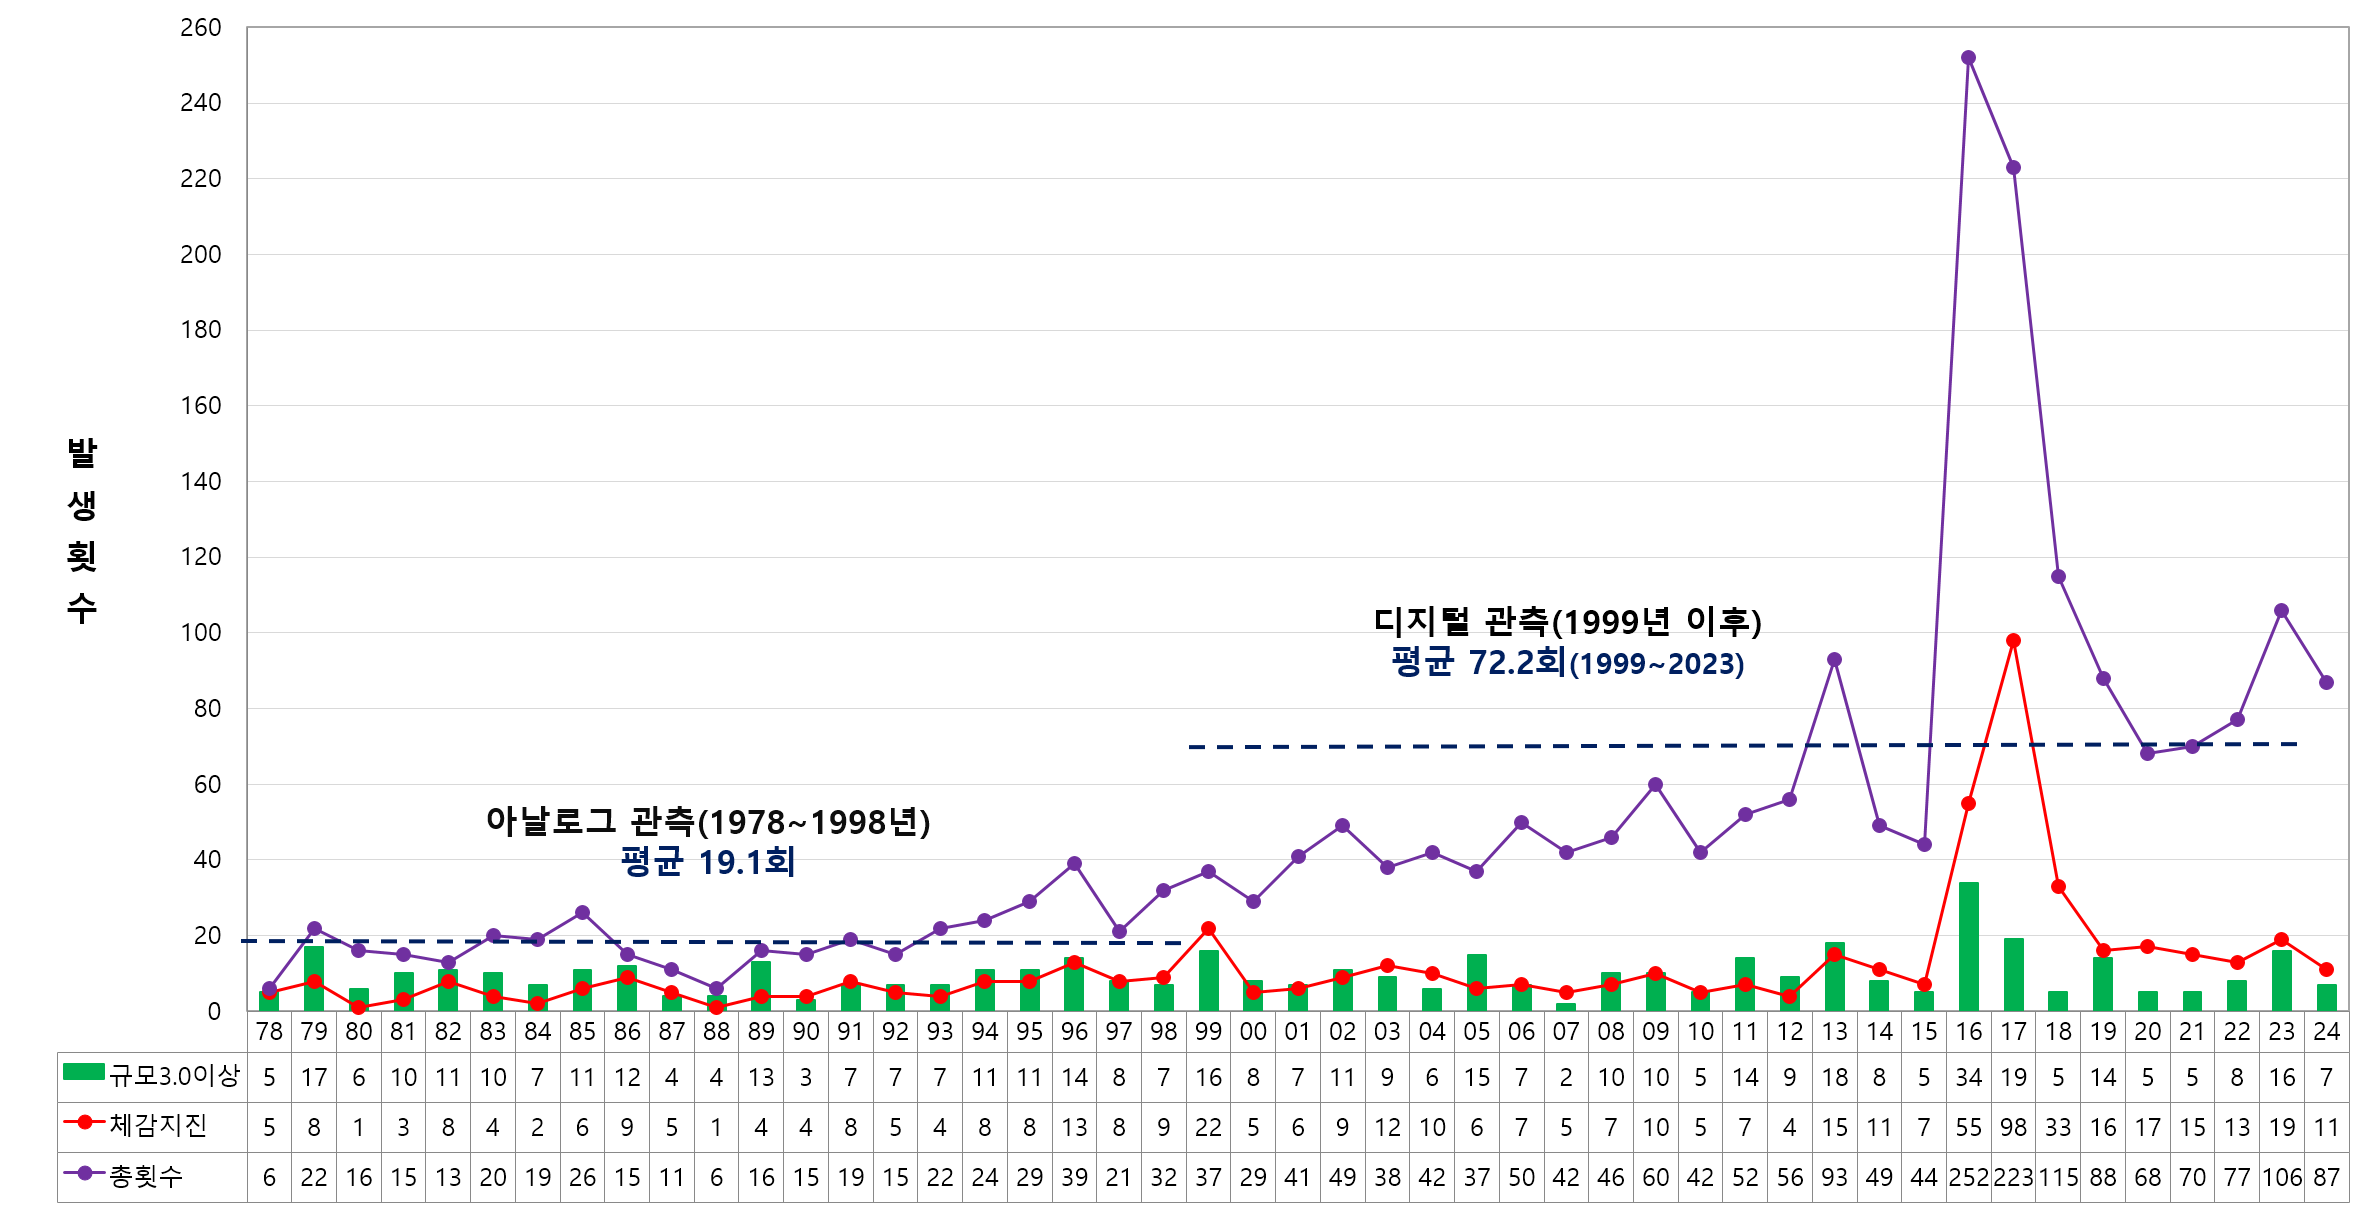 260
240
220
200
180
160
140
120
100
80
60
40
20
0
발
생
횟
수
디지털 관측(1999년 이후)
평균 72.2회(1999~2023)
아날로그 관측(1978~1998년)
평균 19.1회
78 79 80 81 82 83 84 85 86 87 88 89 90 91 92 93 94 95 96 97 98 99 00 01 02 03 04 05 06 07 08 09 10 11 12 13 14 15 16 17 18 19 20 21 22 23 24
규모3.0이상 5 17 6 10 11 10 7 11 12 4 4 13 3 7 7 7 11 11 14 8 7 16 8 7 11 9 6 15 7 2 10 10 5 14 9 18 8 5 34 19 5 14 5 5 8 16 7
체감지진 5 8 1 3 8 4 2 6 9 5 1 4 4 8 5 4 8 8 13 8 9 22 5 6 9 12 10 6 7 5 7 10 5 7 4 15 11 7 55 98 33 16 17 15 13 19 11
총횟수 6 22 16 15 13 20 19 26 15 11 6 16 15 19 15 22 24 29 39 21 32 37 29 41 49 38 42 37 50 42 46 60 42 52 56 93 49 44 252 223 115 88 68 70 77 106 87